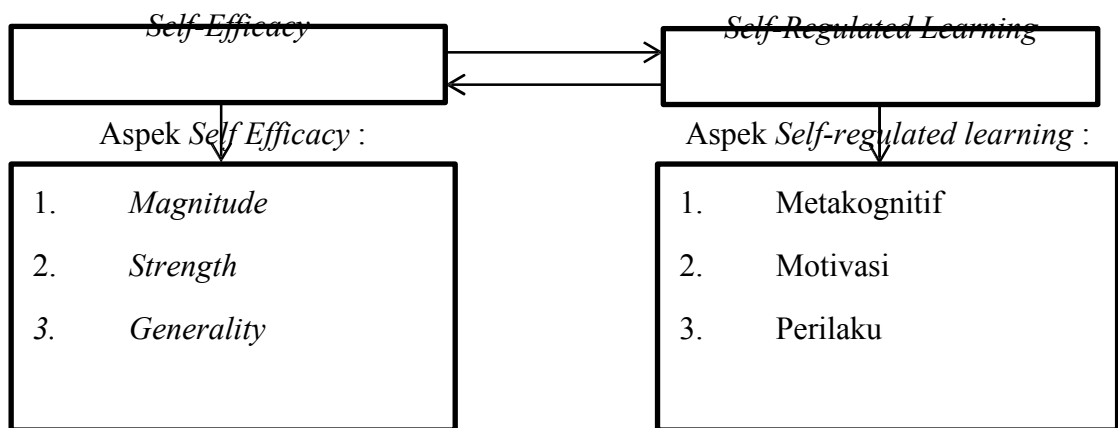 Self-Efficacy
Self-Regulated Learning
Aspek Self Efficacy :
1. Magnitude
2. Strength
3. Generality
Aspek Self-regulated learning :
1. Metakognitif
2. Motivasi
3. Perilaku